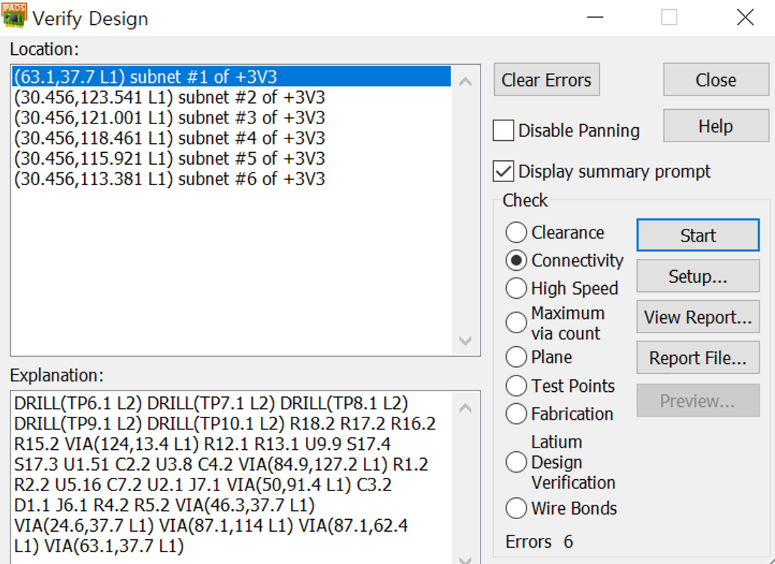 PADS
Verify Design
Location:
(63.1,37.7 L1) subnet #1 of +3V3
(30.456,123.541 L1) subnet #2 of +3V3
(30.456,121.001 L1) subnet #3 of +3V3
(30.456,118.461 L1) subnet #4 of +3V3
(30.456,115.921 L1) subnet #5 of +3V3
(30.456,113.381 L1) subnet #6 of +3V3
Explanation:
DRILL(TP6.1 L2) DRILL(TP7.1 L2) DRILL(TP8.1 L2)
DRILL(TP9.1 L2) DRILL(TP10.1 L2) R18.2 R17.2 R16.2
R15.2 VIA(124,13.4 L1) R12.1 R13.1 U9.9 S17.4
S17.3 U1.51 C2.2 U3.8 C4.2 VIA(84.9,127.2 L1) R1.2
R2.2 U5.16 C7.2 U2.1 J7.1 VIA(50,91.4 L1) C3.2
D1.1 J6.1 R4.2 R5.2 VIA(46.3,37.7 L1)
VIA(24.6,37.7 L1) VIA(87.1,114 L1) VIA(87.1,62.4
L1) VIA(63.1,37.7 L1)
Clear Errors
Close
Disable Panning
Help
Display summary prompt
Check
Clearance
Start
Connectivity
Setup...
High Speed
Maximum
via count
View Report...
Plane
Report File...
Test Points
Preview...
Fabrication
Latium
Design
Verification
Wire Bonds
Errors 6